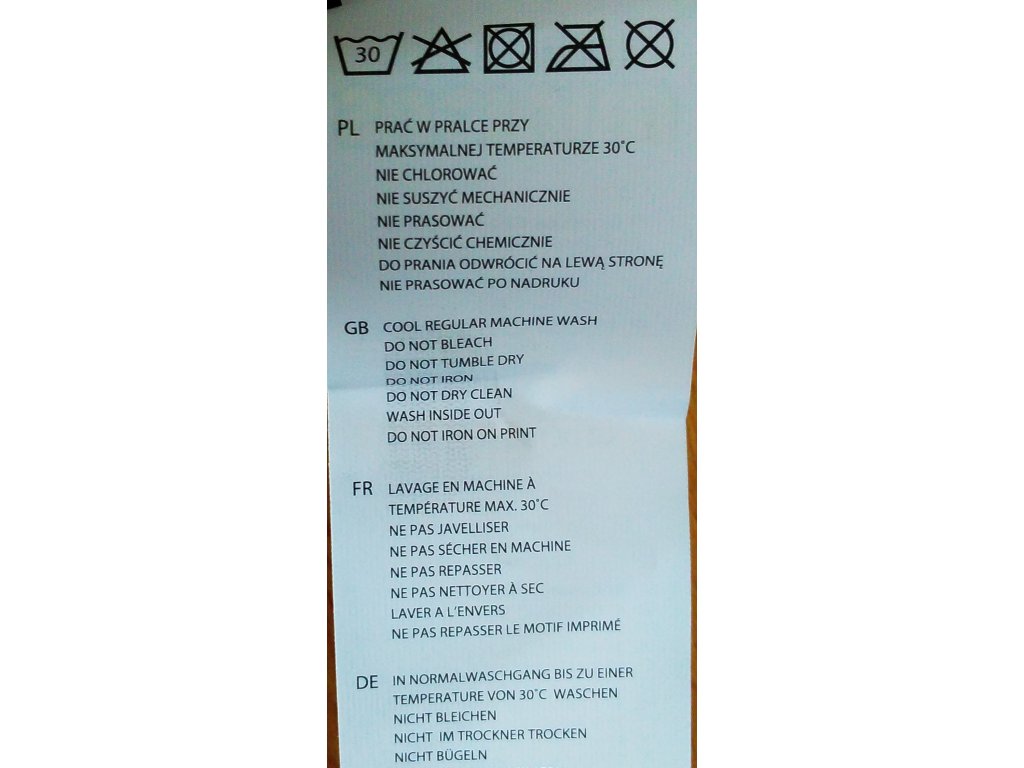 30
PL PRAĆ W PRALCE PRZY
MAKSYMALNEJ TEMPERATURZE 30°C
NIE CHLOROWAĆ
NIE SUSZYĆ MECHANICZNIE
NIE PRASOWAĆ
NIE CZYŚCIĆ CHEMICZNIE
DO PRANIA ODWRÓCIĆ NA LEWĄ STRONĘ
NIE PRASOWAĆ PO NADRUKU
GB COOL REGULAR MACHINE WASH
DO NOT BLEACH
DO NOT TUMBLE DRY
DO NOT IRON
DO NOT DRY CLEAN
WASH INSIDE OUT
DO NOT IRON ON PRINT
FR LAVAGE EN MACHINE À
TEMPÉRATURE MAX. 30°C
NE PAS JAVELLISER
NE PAS SÉCHER EN MACHINE
NE PAS REPASSER
NE PAS NETTOYER À SEC
LAVER A L'ENVERS
NE PAS REPASSER LE MOTIF IMPRIMÉ
DE IN NORMALWASCHGANG BIS ZU EINER
TEMPERATURE VON 30°C WASCHEN
NICHT BLEICHEN
NICHT IM TROCKNER TROCKEN
NICHT BÜGELN